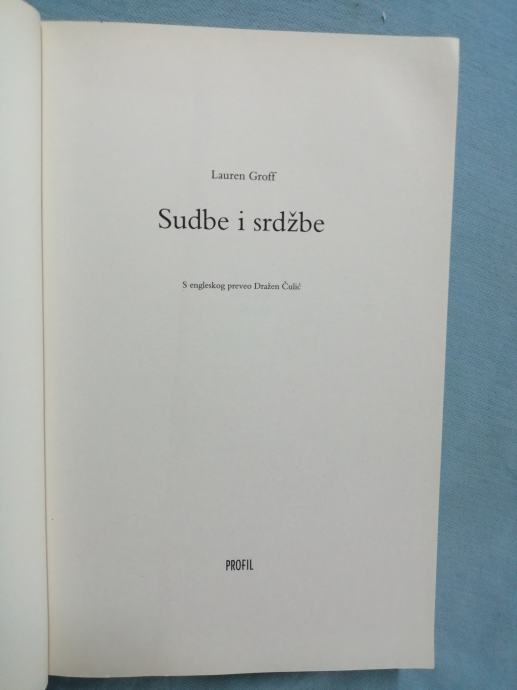 Lauren Groff
Sudbe i srdžbe
S engleskog preveo Dražen Čulić
PROFIL